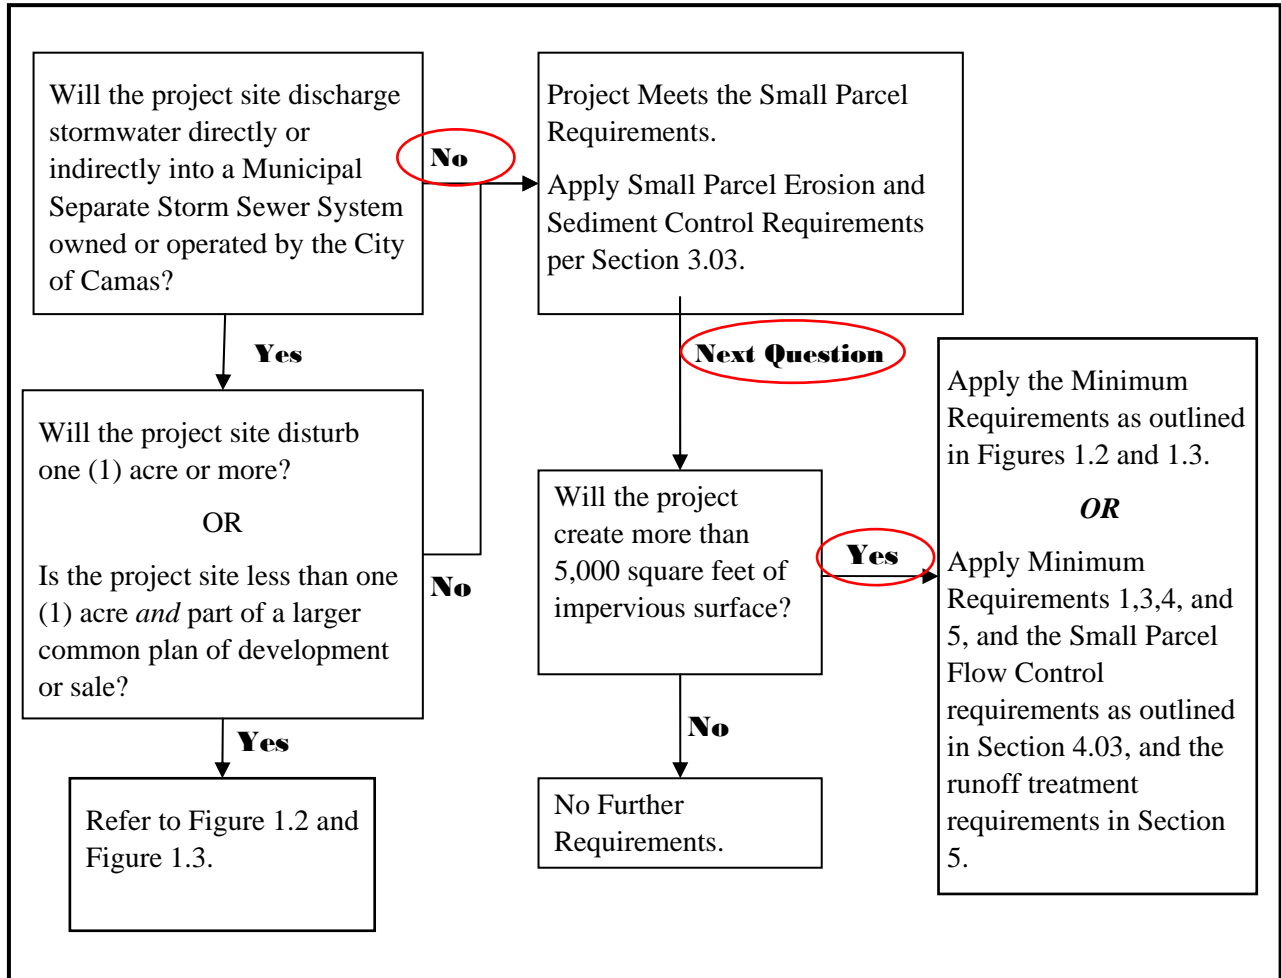 Will the project site discharge
stormwater directly or
indirectly into a Municipal
Separate Storm Sewer System
owned or operated by the City
of Camas?
No
Project Meets the Small Parcel
Requirements.
Apply Small Parcel Erosion and
Sediment Control Requirements
per Section 3.03.
Yes
Next Question
Will the project site disturb
one (1) acre or more?
OR
Is the project site less than one
(1) acre and part of a larger
common plan of development
or sale?
No
Will the project
create more than
5,000 square feet of
impervious surface?
Yes
Apply the Minimum
Requirements as outlined
in Figures 1.2 and 1.3.
OR
Apply Minimum
Requirements 1,3,4, and
5, and the Small Parcel
Flow Control
requirements as outlined
in Section 4.03, and the
runoff treatment
requirements in Section
5.
Yes
No
Refer to Figure 1.2 and
Figure 1.3.
No Further
Requirements.